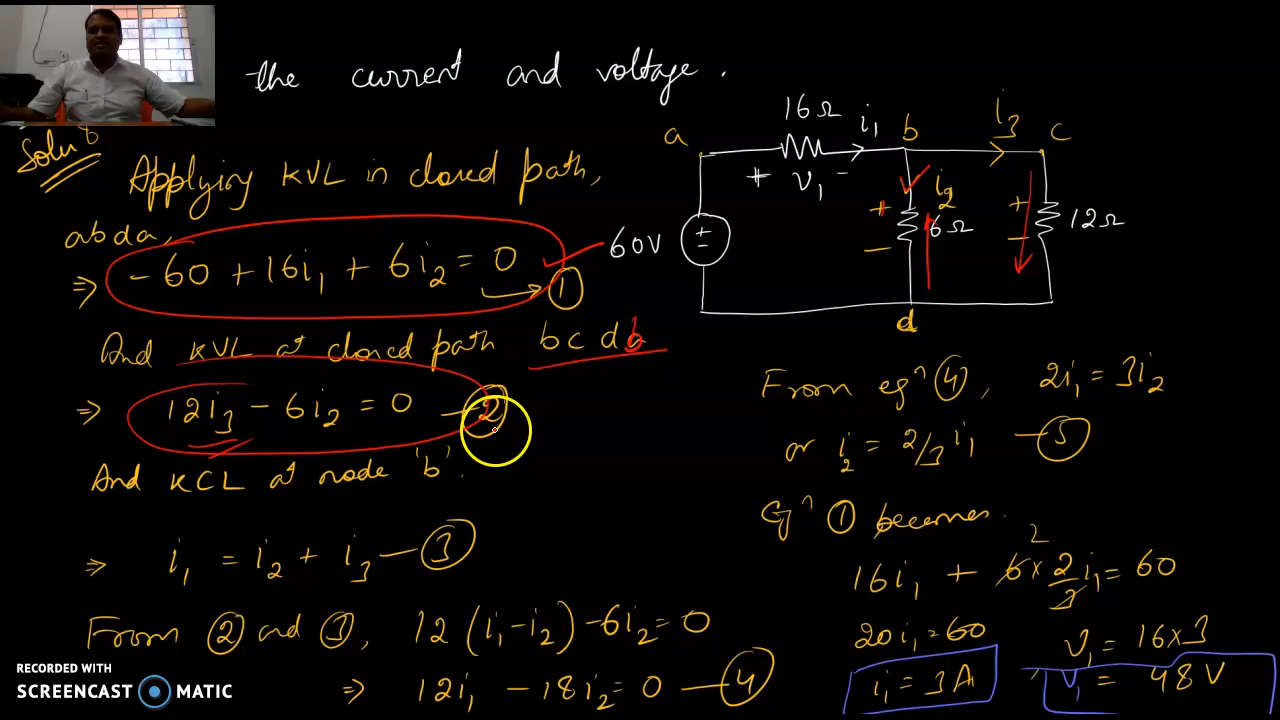 the current and voltage.
Soluⁿ
Applying KVL in closed path,
abda,
⇒ -60 + 16i₁ + 6i₂ = 0 → ①
And KVL at closed path bcdb
⇒ 12i₃ - 6i₂ = 0 — ②
And KCL at node 'b'.
⇒ i₁ = i₂ + i₃ — ③
From ② and ③, 12(i₁-i₂) -6i₂=0
⇒ 12i₁ - 18i₂ = 0 — ④
16Ω i₁ b i₃ c
a
+ v₁ -
i₂
+ 6Ω -
+ 12Ω -
60V + -
d
From eqⁿ ④, 2i₁ = 3i₂
or i₂ = 2/3 i₁ — ⑤
Eqⁿ ① becomes.
2
16i₁ + 6 × 2/3 i₁ = 60
20i₁ = 60
i₁ = 3A
v₁ = 16×3
v₁ = 48 V
RECORDED WITH
SCREENCAST MATIC